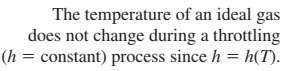 The temperature of an ideal gas
does not change during a throttling
(h = constant) process since h = h(T).